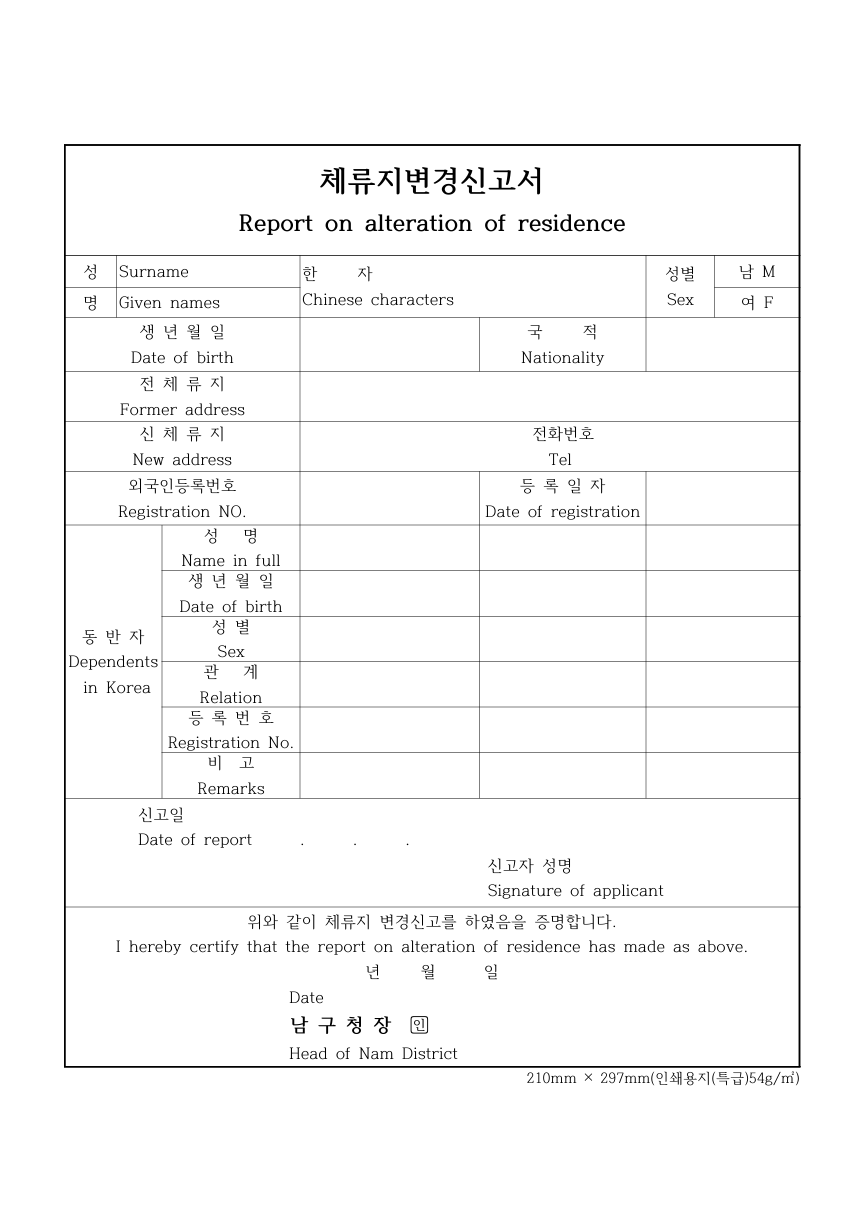 체류지변경신고서
Report on alteration of residence
성 Surname 한 자 성별 남 M
명 Given names Chinese characters Sex 여 F
생 년 월 일 국 적
Date of birth Nationality
전 체 류 지
Former address
신 체 류 지 전화번호
New address Tel
외국인등록번호 등 록 일 자
Registration NO. Date of registration
성 명
Name in full
생 년 월 일
Date of birth
성 별
Sex
동 반 자
Dependents
in Korea
관 계
Relation
등 록 번 호
Registration No.
비 고
Remarks
신고일
Date of report . . .
신고자 성명
Signature of applicant
위와 같이 체류지 변경신고를 하였음을 증명합니다.
I hereby certify that the report on alteration of residence has made as above.
년 월 일
Date
남 구 청 장 인
Head of Nam District
210mm × 297mm(인쇄용지(특급)54g/㎡)